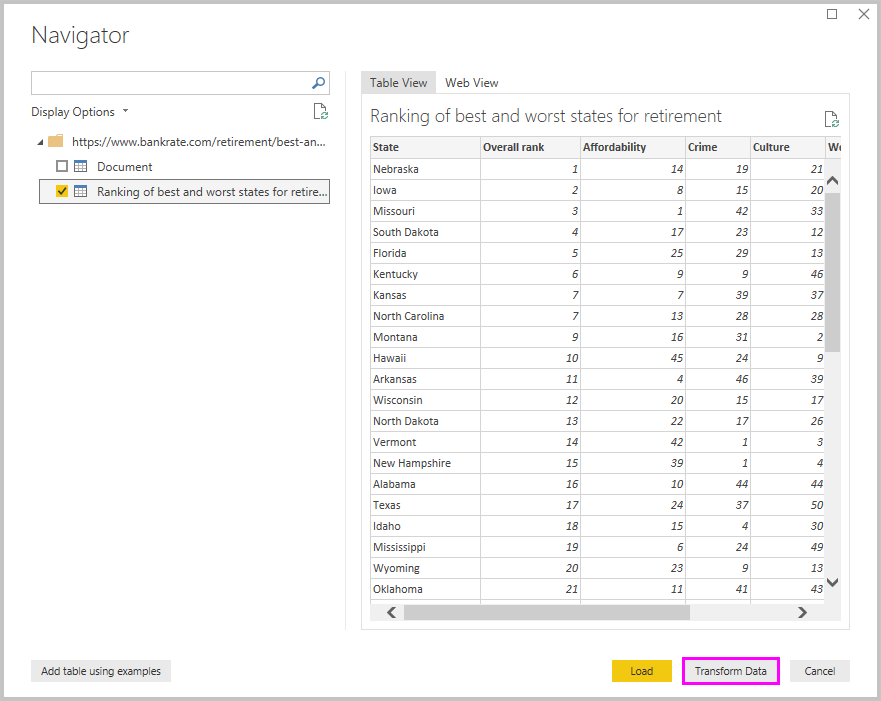 Navigator
Display Options
https://www.bankrate.com/retirement/best-an...
Document
Ranking of best and worst states for retire...
Table View Web View
Ranking of best and worst states for retirement
State Overall rank Affordability Crime Culture We
Nebraska 1 14 19 21
Iowa 2 8 15 20
Missouri 3 1 42 33
South Dakota 4 17 23 12
Florida 5 25 29 13
Kentucky 6 9 9 46
Kansas 7 7 39 37
North Carolina 7 13 28 28
Montana 9 16 31 2
Hawaii 10 45 24 9
Arkansas 11 4 46 39
Wisconsin 12 20 15 17
North Dakota 13 22 17 26
Vermont 14 42 1 3
New Hampshire 15 39 1 4
Alabama 16 10 44 44
Texas 17 24 37 50
Idaho 18 15 4 30
Mississippi 19 6 24 49
Wyoming 20 23 9 13
Oklahoma 21 11 41 43
Add table using examples Load Transform Data Cancel